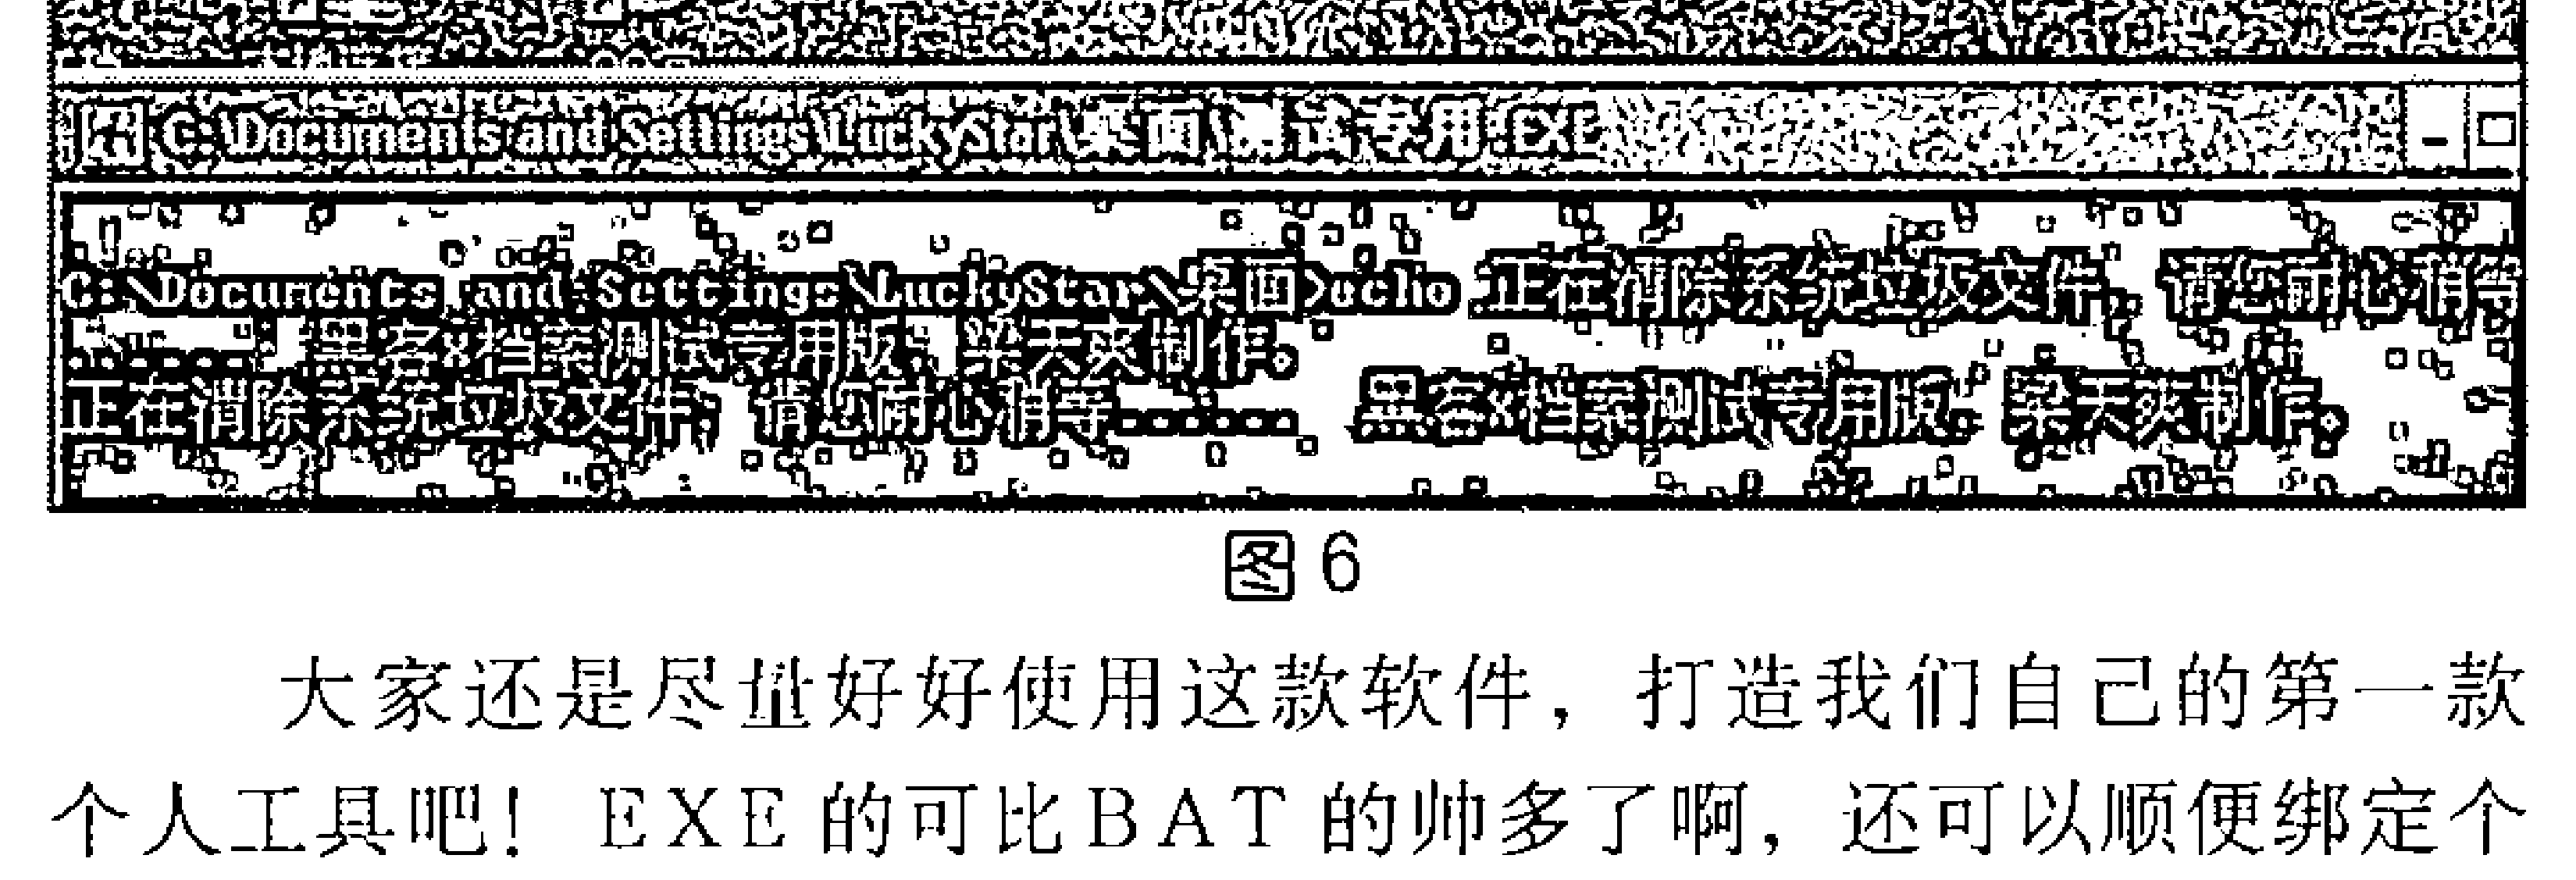 C:\Documents and Settings\LuckyStar\桌面\测试专用.EXE
C:\Documents and Settings\LuckyStar\桌面>echo 正在清除系统垃圾文件，请您耐心稍等
...... 黑客x档案测试专用版，梁天爽制作。
正在清除系统垃圾文件，请您耐心稍等...... 黑客x档案测试专用版，梁天爽制作。
图6
大家还是尽量好好使用这款软件，打造我们自己的第一款
个人工具吧！EXE的可比BAT的帅多了啊，还可以顺便绑定个